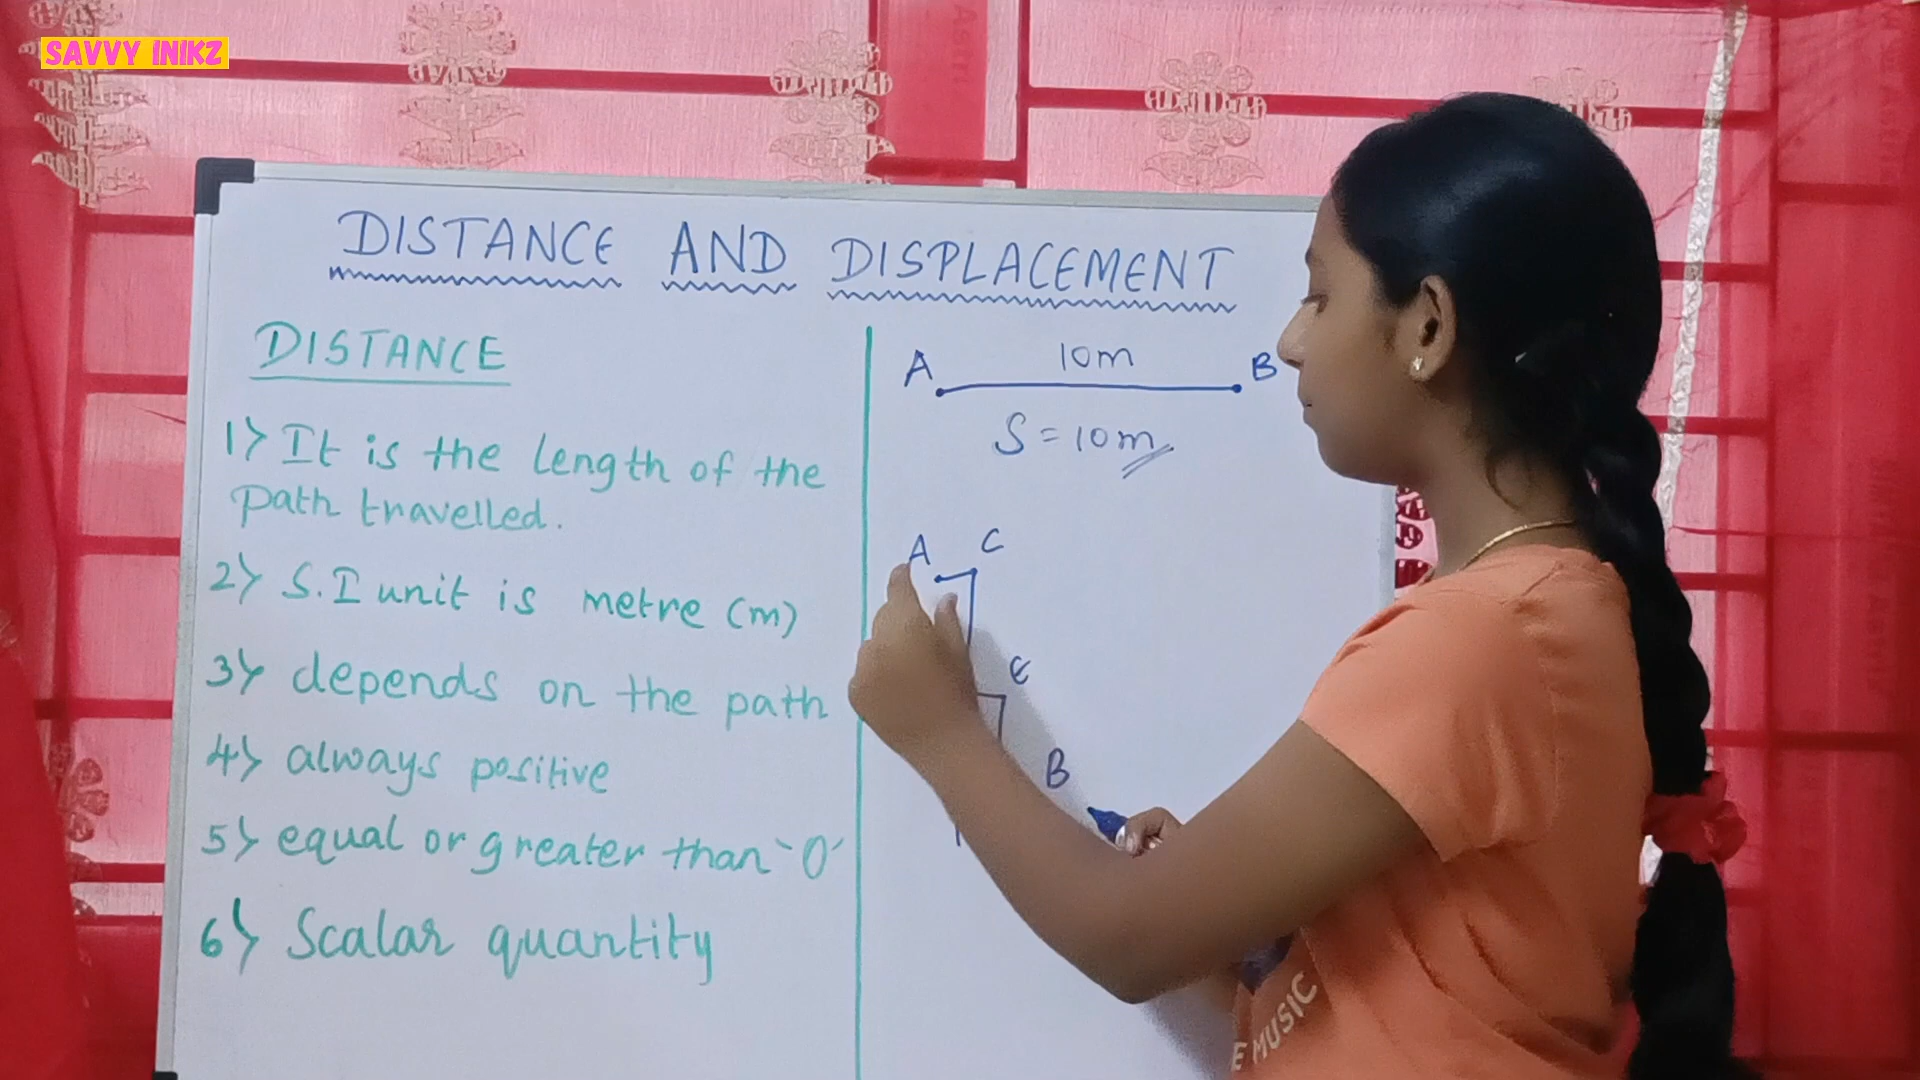 SAVVY INIKZ
DISTANCE AND DISPLACEMENT
DISTANCE
1) It is the length of the
path travelled.
2) S.I unit is metre (m)
3) depends on the path
4) always positive
5) equal or greater than '0'
6) Scalar quantity
A 10m B
S = 10m
A C
E
B
E MUSIC